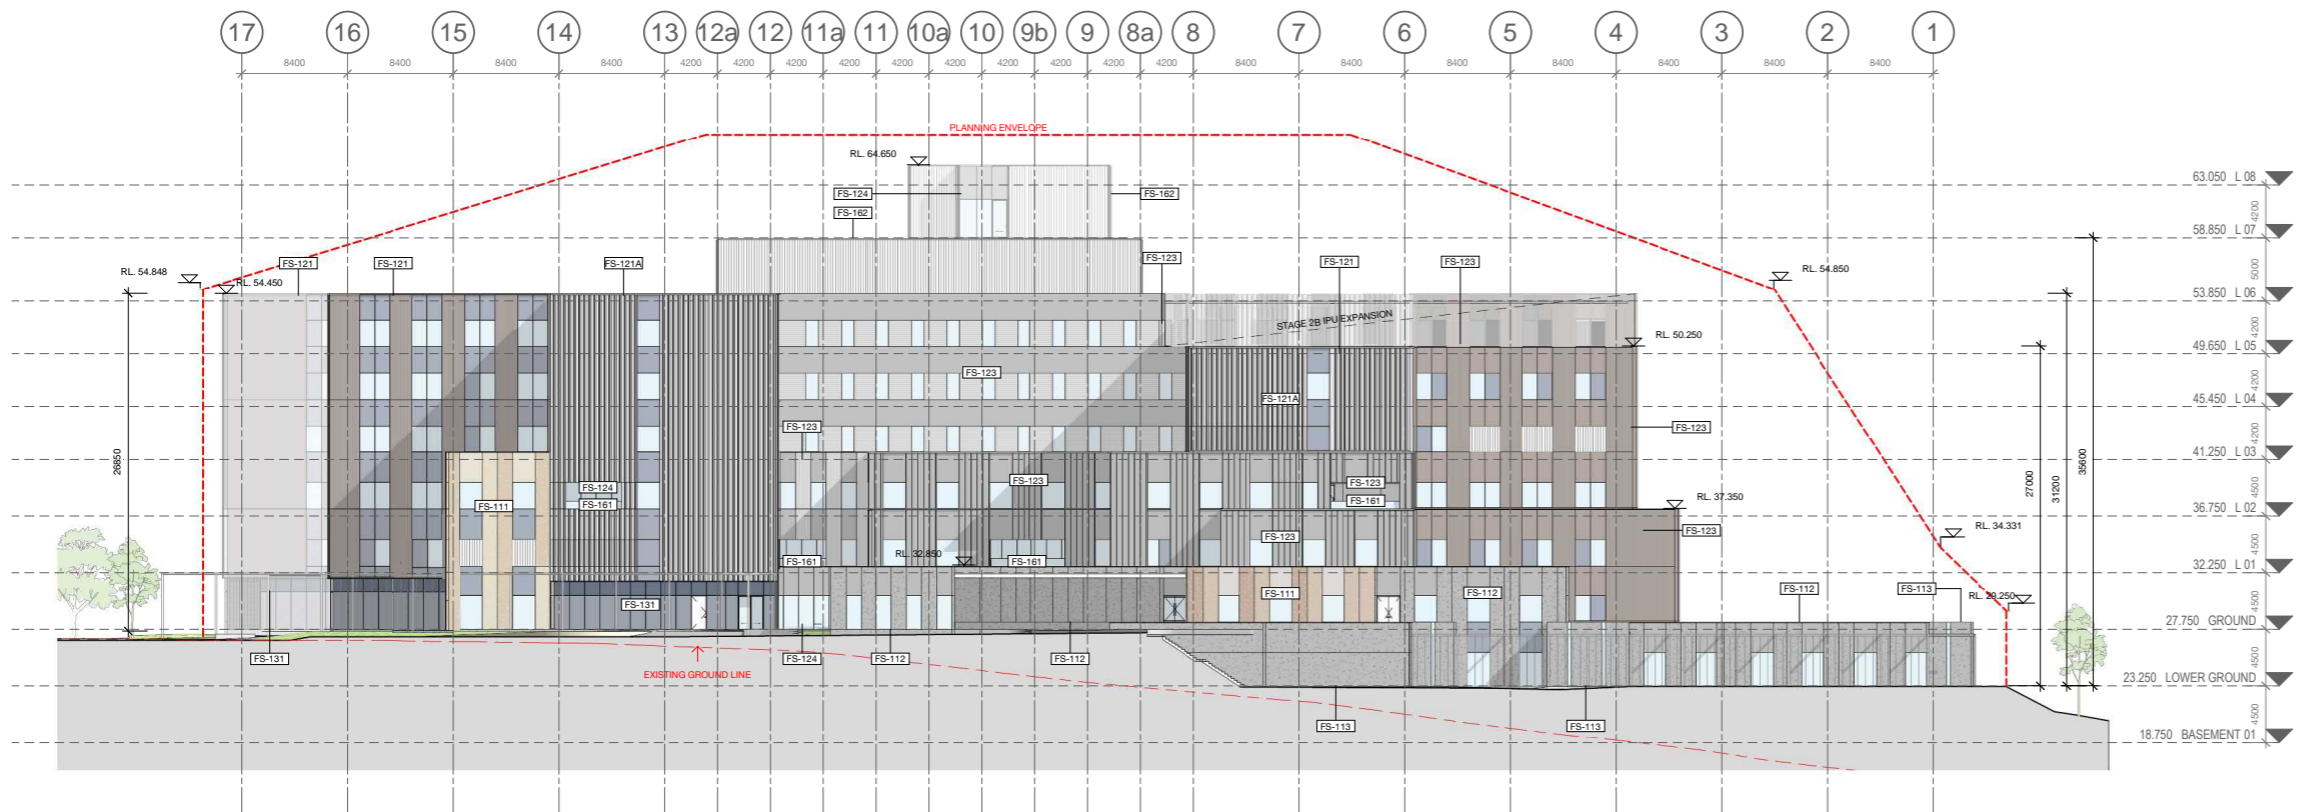 17 16 15 14 13 12a 12 11a 11 10a 10 9b 9 8a 8 7 6 5 4 3 2 1
8400 8400 8400 8400 4200 4200 4200 4200 4200 4200 4200 4200 4200 4200 8400 8400 8400 8400 8400 8400 8400
PLANNING ENVELOPE
RL. 64.650
63.050 L 08
FS-124
FS-162
FS-162
4200
58.850 L 07
FS-121
FS-121
FS-121A
FS-123
FS-121
FS-123
RL. 54.848
RL. 54.450
RL. 54.850
5000
53.850 L 06
STAGE 2B IPU EXPANSION
4200
RL. 50.250
49.650 L 05
FS-123
4200
FS-121A
45.450 L 04
FS-123
FS-123
4200
26850
27000
31200
35600
41.250 L 03
FS-123
FS-124
FS-123
FS-161
FS-161
FS-111
4500
RL. 37.350
36.750 L 02
FS-123
FS-123
RL. 34.331
4500
RL. 32.850
FS-161
FS-161
32.250 L 01
FS-131
FS-111
FS-112
FS-112
FS-113
RL. 29.250
4500
27.750 GROUND
FS-131
FS-124
FS-112
FS-112
4500
EXISTING GROUND LINE
23.250 LOWER GROUND
4500
FS-113
FS-113
18.750 BASEMENT 01